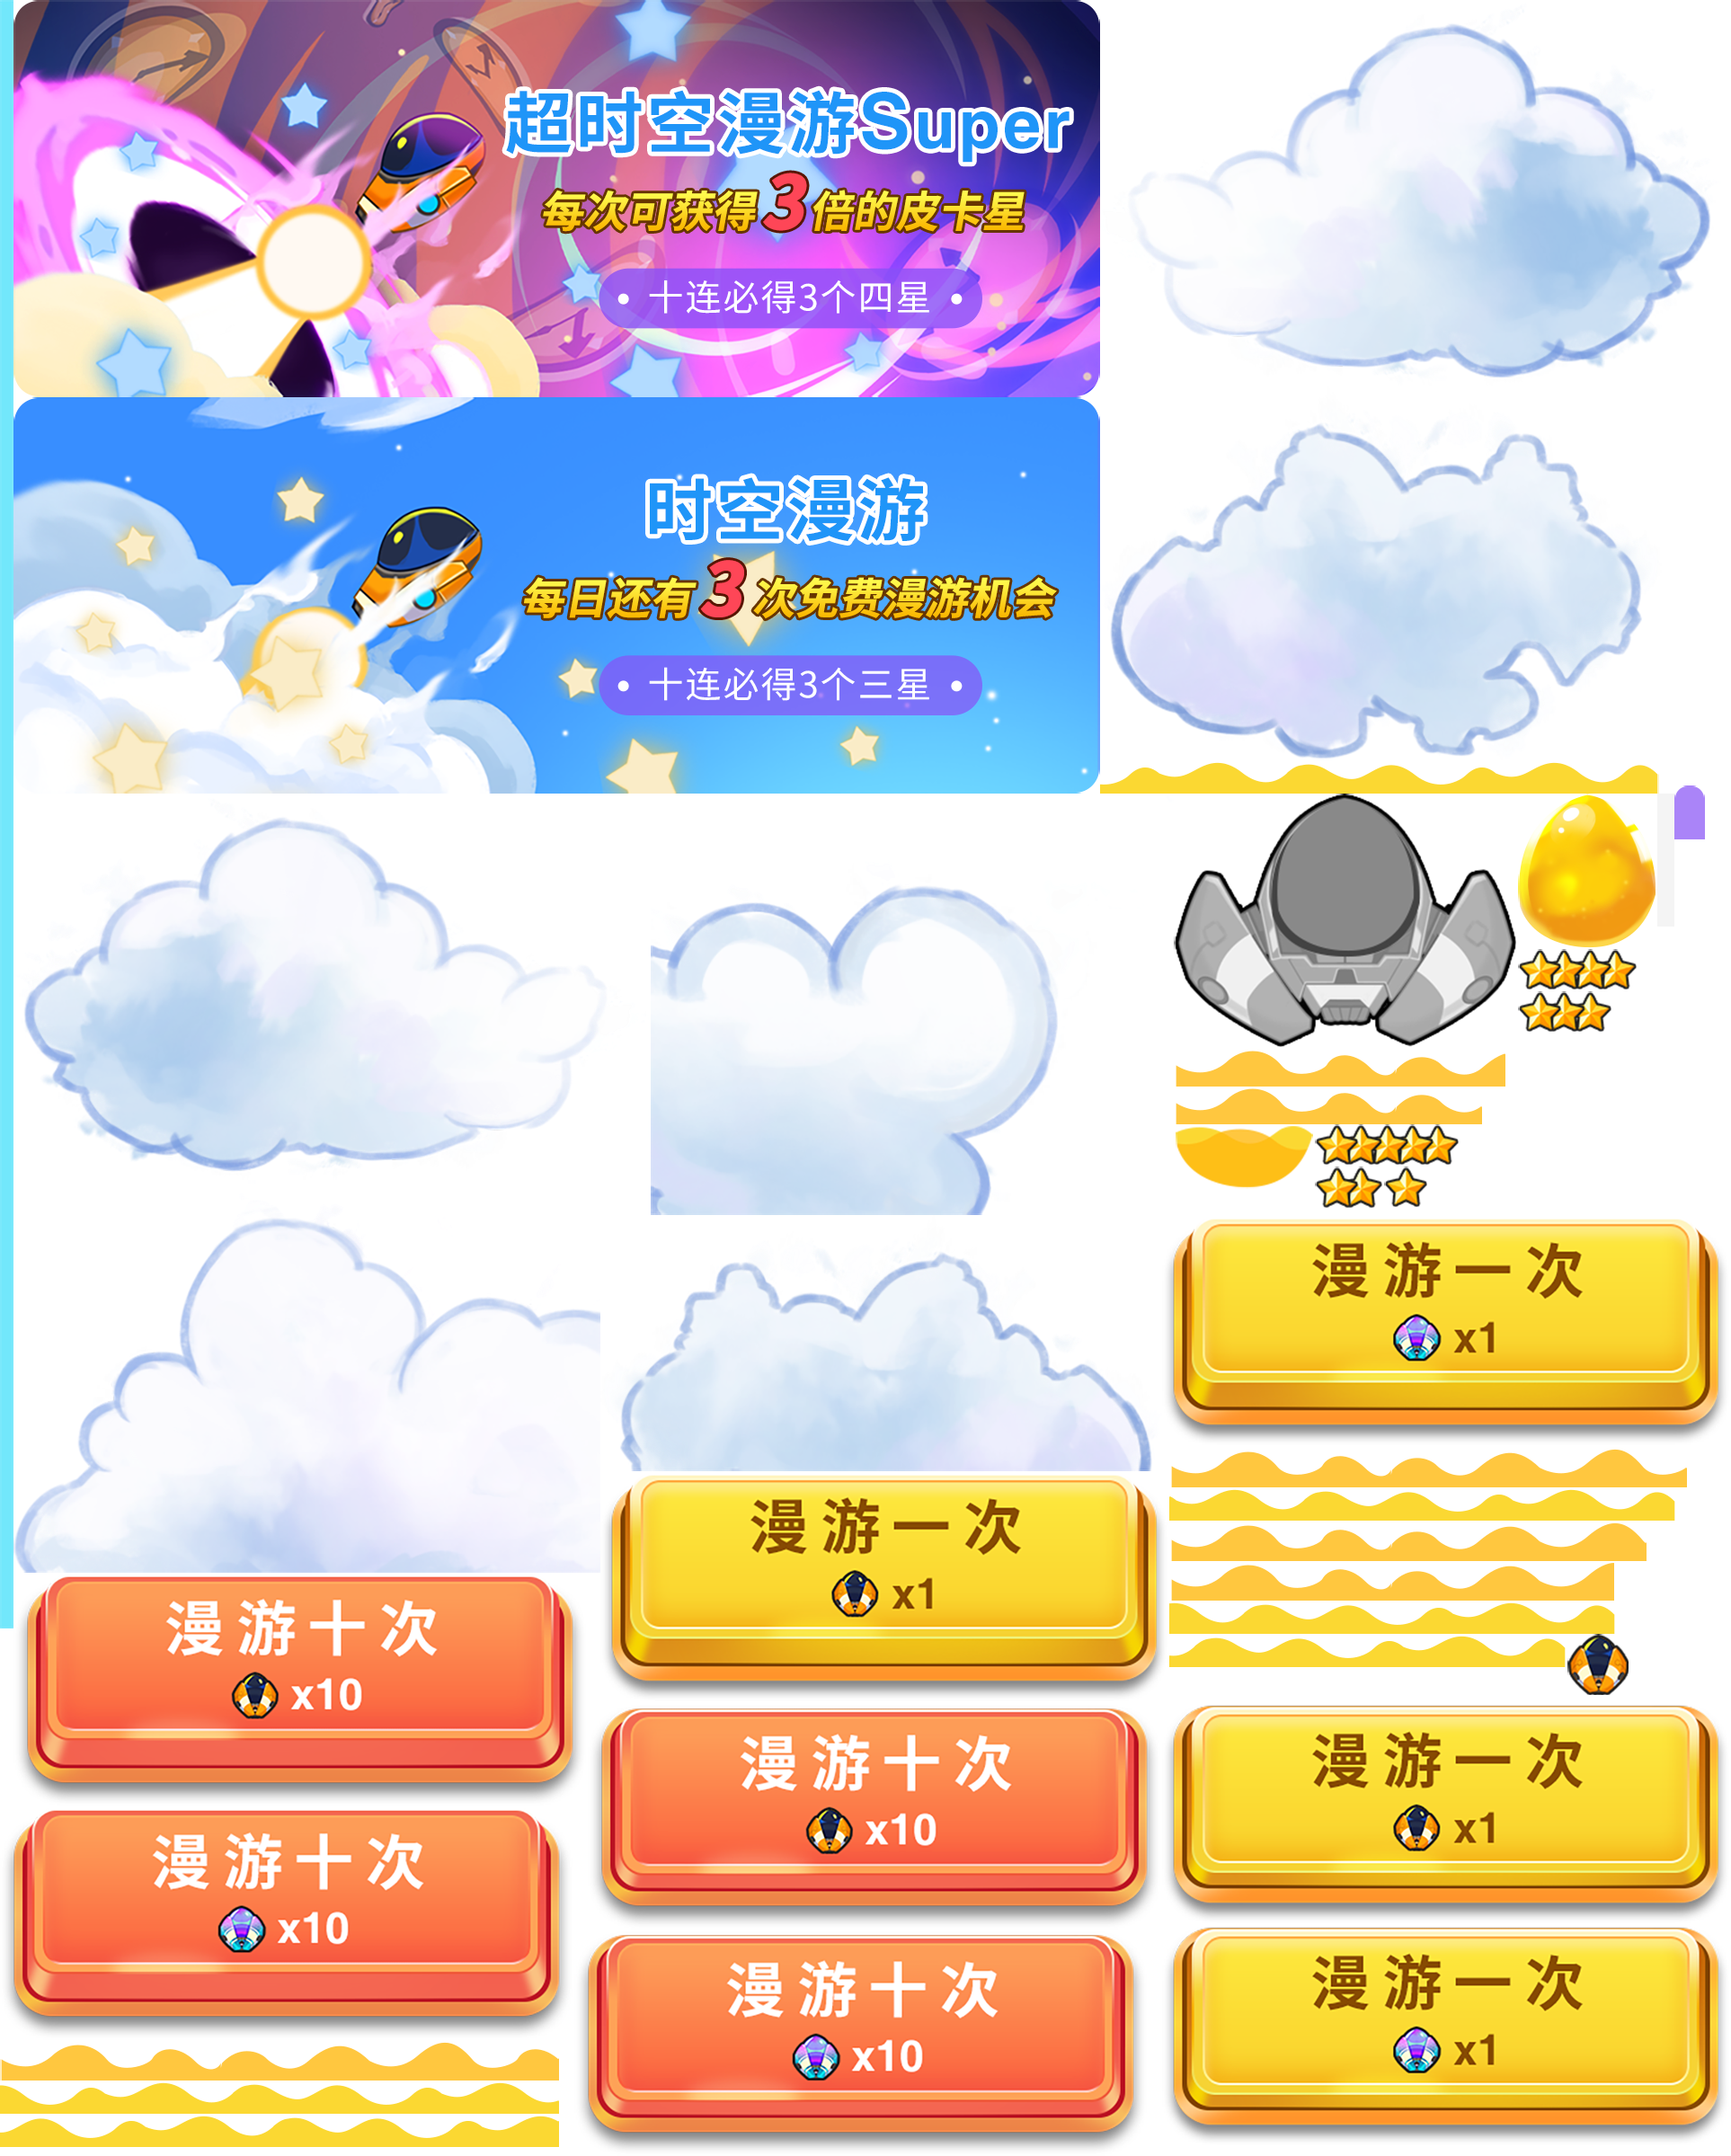 超时空漫游Super
每次可获得3倍的皮卡星
• 十连必得3个四星 •
时空漫游
每日还有3次免费漫游机会
• 十连必得3个三星 •
漫游一次
x1
漫游一次
x1
漫游十次
x10
漫游十次
x10
漫游一次
x1
漫游十次
x10
漫游十次
x10
漫游一次
x1